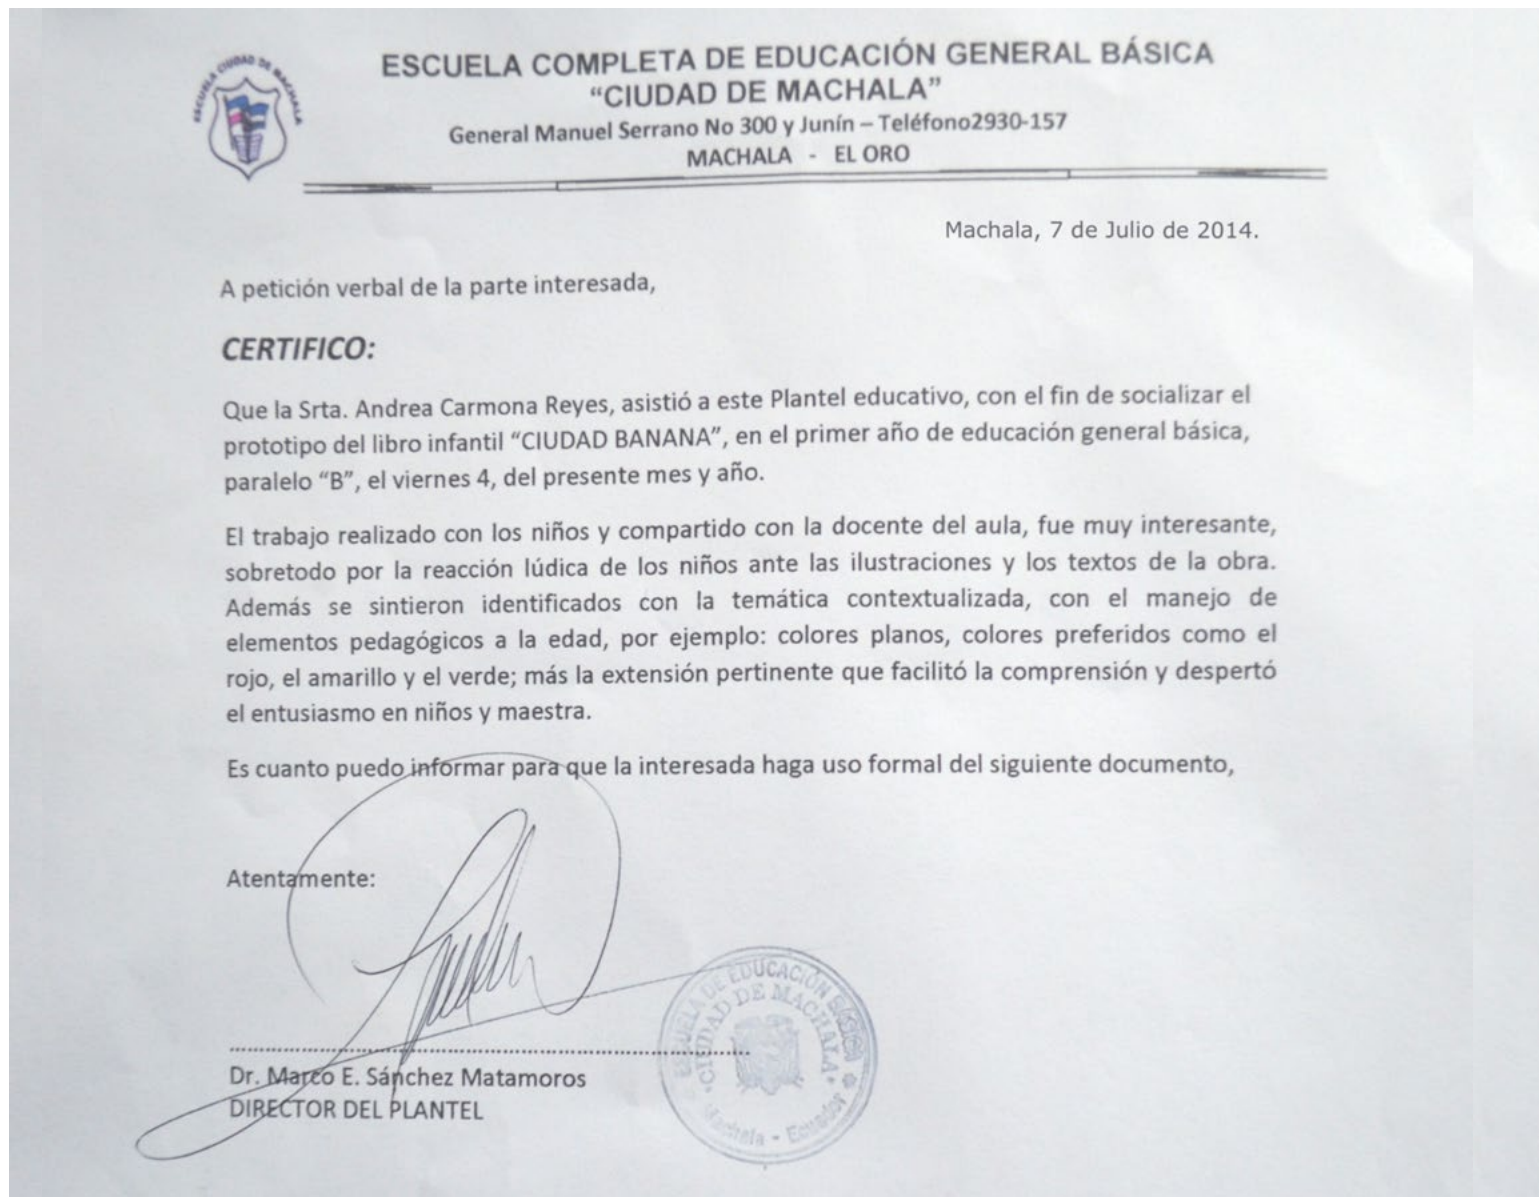 ESCUELA CIUDAD DE MACHALA
ESCUELA COMPLETA DE EDUCACIÓN GENERAL BÁSICA
“CIUDAD DE MACHALA”
General Manuel Serrano No 300 y Junín – Teléfono2930-157
MACHALA - EL ORO
Machala, 7 de Julio de 2014.
A petición verbal de la parte interesada,
CERTIFICO:
Que la Srta. Andrea Carmona Reyes, asistió a este Plantel educativo, con el fin de socializar el
prototipo del libro infantil “CIUDAD BANANA”, en el primer año de educación general básica,
paralelo “B”, el viernes 4, del presente mes y año.
El trabajo realizado con los niños y compartido con la docente del aula, fue muy interesante,
sobretodo por la reacción lúdica de los niños ante las ilustraciones y los textos de la obra.
Además se sintieron identificados con la temática contextualizada, con el manejo de
elementos pedagógicos a la edad, por ejemplo: colores planos, colores preferidos como el
rojo, el amarillo y el verde; más la extensión pertinente que facilitó la comprensión y despertó
el entusiasmo en niños y maestra.
Es cuanto puedo informar para que la interesada haga uso formal del siguiente documento,
Atentamente:
Dr. Marco E. Sánchez Matamoros
DIRECTOR DEL PLANTEL
ESCUELA DE EDUCACIÓN BÁSICA
"CIUDAD DE MACHALA"
Machala - Ecuador